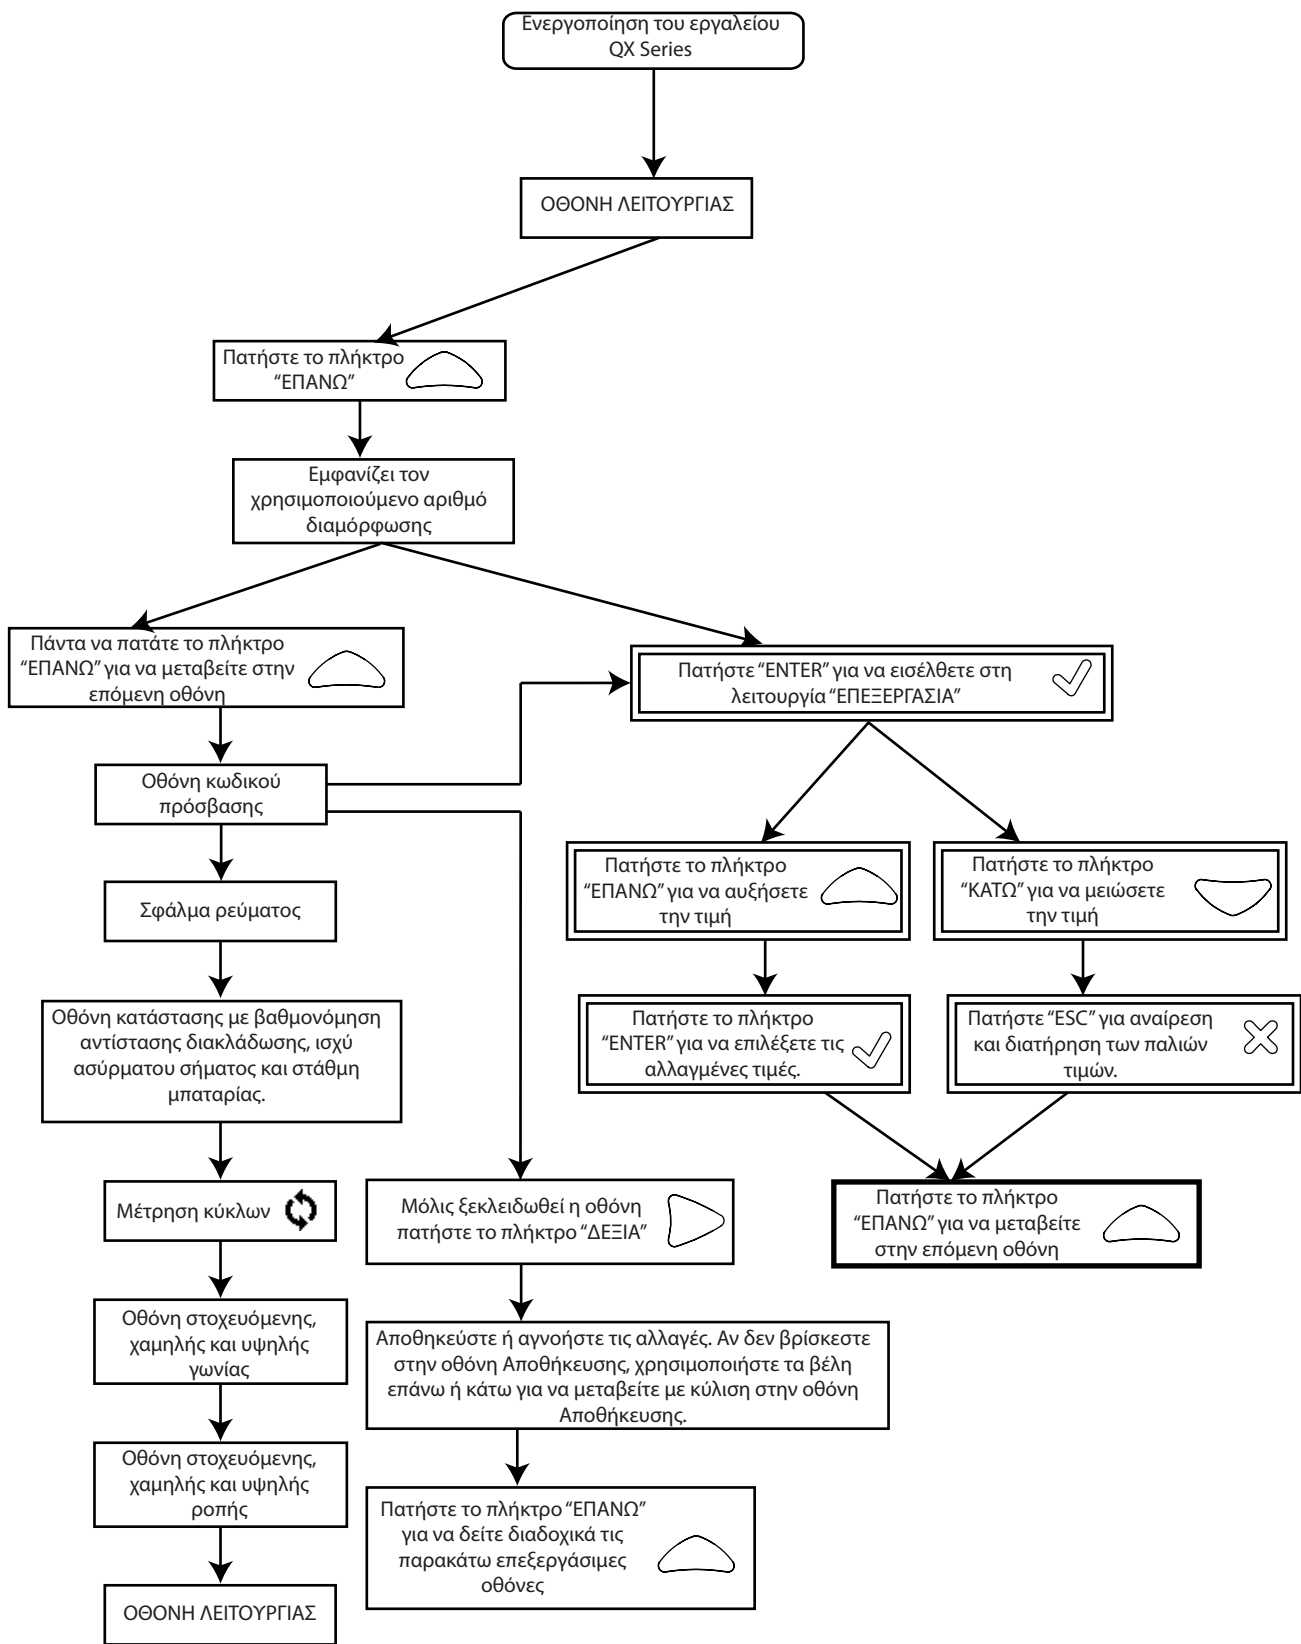 Ενεργοποίηση του εργαλείου
QX Series
ΟΘΟΝΗ ΛΕΙΤΟΥΡΓΙΑΣ
Πατήστε το πλήκτρο
“ΕΠΑΝΩ”
Εμφανίζει τον
χρησιμοποιούμενο αριθμό
διαμόρφωσης
Πάντα να πατάτε το πλήκτρο
“ΕΠΑΝΩ” για να μεταβείτε στην
επόμενη οθόνη
Πατήστε “ENTER” για να εισέλθετε στη
λειτουργία “ΕΠΕΞΕΡΓΑΣΙΑ”
Οθόνη κωδικού
πρόσβασης
Πατήστε το πλήκτρο
“ΕΠΑΝΩ” για να αυξήσετε
την τιμή
Πατήστε το πλήκτρο
“ΚΑΤΩ” για να μειώσετε
την τιμή
Σφάλμα ρεύματος
Οθόνη κατάστασης με βαθμονόμηση
αντίστασης διακλάδωσης, ισχύ
ασύρματου σήματος και στάθμη
μπαταρίας.
Πατήστε το πλήκτρο
“ENTER” για να επιλέξετε τις
αλλαγμένες τιμές.
Πατήστε “ESC” για αναίρεση
και διατήρηση των παλιών
τιμών.
Μέτρηση κύκλων
Μόλις ξεκλειδωθεί η οθόνη
πατήστε το πλήκτρο “ΔΕΞΙΑ”
Πατήστε το πλήκτρο
“ΕΠΑΝΩ” για να μεταβείτε
στην επόμενη οθόνη
Οθόνη στοχευόμενης,
χαμηλής και υψηλής
γωνίας
Αποθηκεύστε ή αγνοήστε τις αλλαγές. Αν δεν βρίσκεστε
στην οθόνη Αποθήκευσης, χρησιμοποιήστε τα βέλη
επάνω ή κάτω για να μεταβείτε με κύλιση στην οθόνη
Αποθήκευσης.
Οθόνη στοχευόμενης,
χαμηλής και υψηλής
ροπής
Πατήστε το πλήκτρο “ΕΠΑΝΩ”
για να δείτε διαδοχικά τις
παρακάτω επεξεργάσιμες
οθόνες
ΟΘΟΝΗ ΛΕΙΤΟΥΡΓΙΑΣ